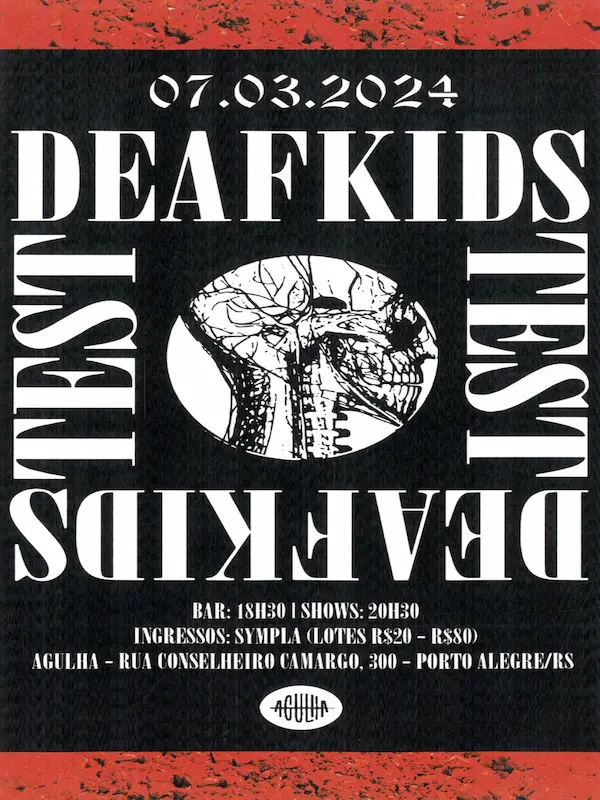 07.03.2024
DEAFKIDS
TEST
TEST
DEAFKIDS
BAR: 18H30 | SHOWS: 20H30
INGRESSOS: SYMPLA (LOTES R$20 – R$80)
AGULHA – RUA CONSELHEIRO CAMARGO, 300 – PORTO ALEGRE/RS
AGULHA